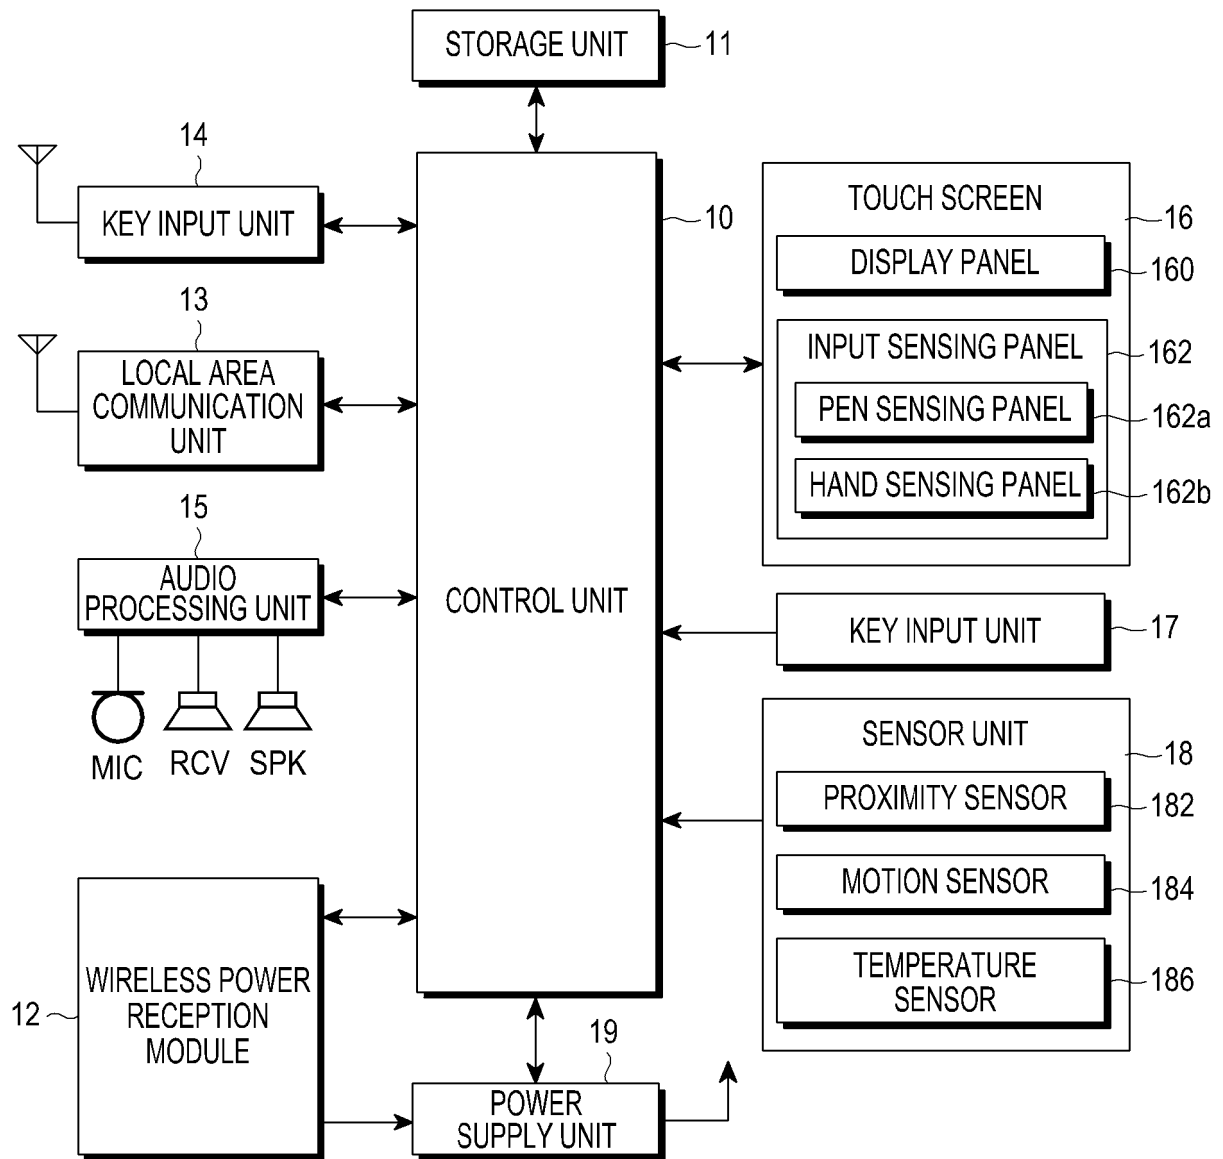 STORAGE UNIT
11
14
KEY INPUT UNIT
13
LOCAL AREA
COMMUNICATION
UNIT
15
AUDIO
PROCESSING UNIT
MIC
RCV
SPK
12
WIRELESS POWER
RECEPTION
MODULE
10
CONTROL UNIT
19
POWER
SUPPLY UNIT
TOUCH SCREEN
16
DISPLAY PANEL
160
INPUT SENSING PANEL
162
PEN SENSING PANEL
162a
HAND SENSING PANEL
162b
KEY INPUT UNIT
17
SENSOR UNIT
18
PROXIMITY SENSOR
182
MOTION SENSOR
184
TEMPERATURE
SENSOR
186